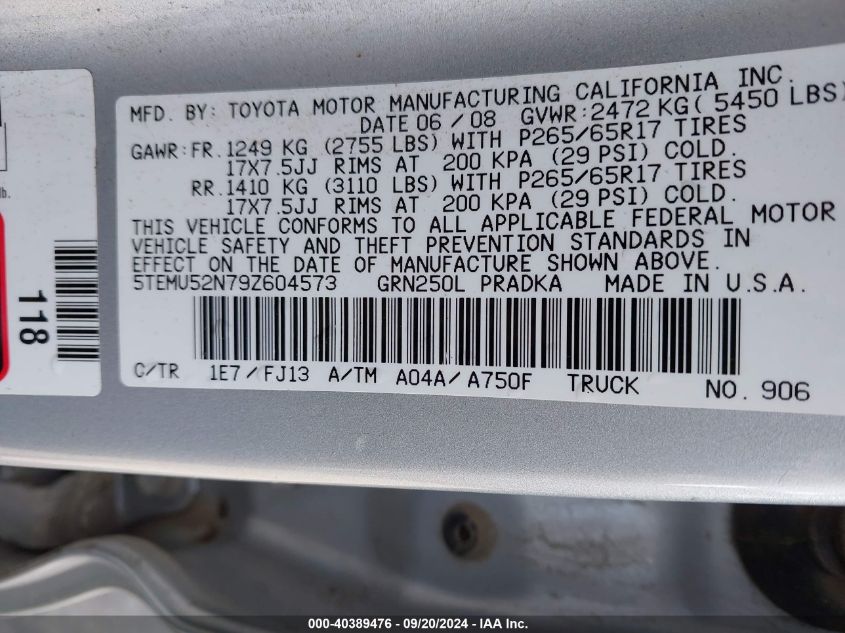 MFD. BY: TOYOTA MOTOR MANUFACTURING CALIFORNIA INC.
DATE 06 / 08 GVWR: 2472 KG ( 5450 LBS)
GAWR: FR. 1249 KG (2755 LBS) WITH P265/65R17 TIRES
17X7.5JJ RIMS AT 200 KPA (29 PSI) COLD.
RR. 1410 KG (3110 LBS) WITH P265/65R17 TIRES
17X7.5JJ RIMS AT 200 KPA (29 PSI) COLD.
THIS VEHICLE CONFORMS TO ALL APPLICABLE FEDERAL MOTOR
VEHICLE SAFETY AND THEFT PREVENTION STANDARDS IN
EFFECT ON THE DATE OF MANUFACTURE SHOWN ABOVE.
5TEMU52N79Z604573 GRN250L PRADKA MADE IN U.S.A.
C/TR 1E7 / FJ13 A/TM A04A / A750F TRUCK NO. 906
lb.
118
000-40389476 - 09/20/2024 - IAA Inc.